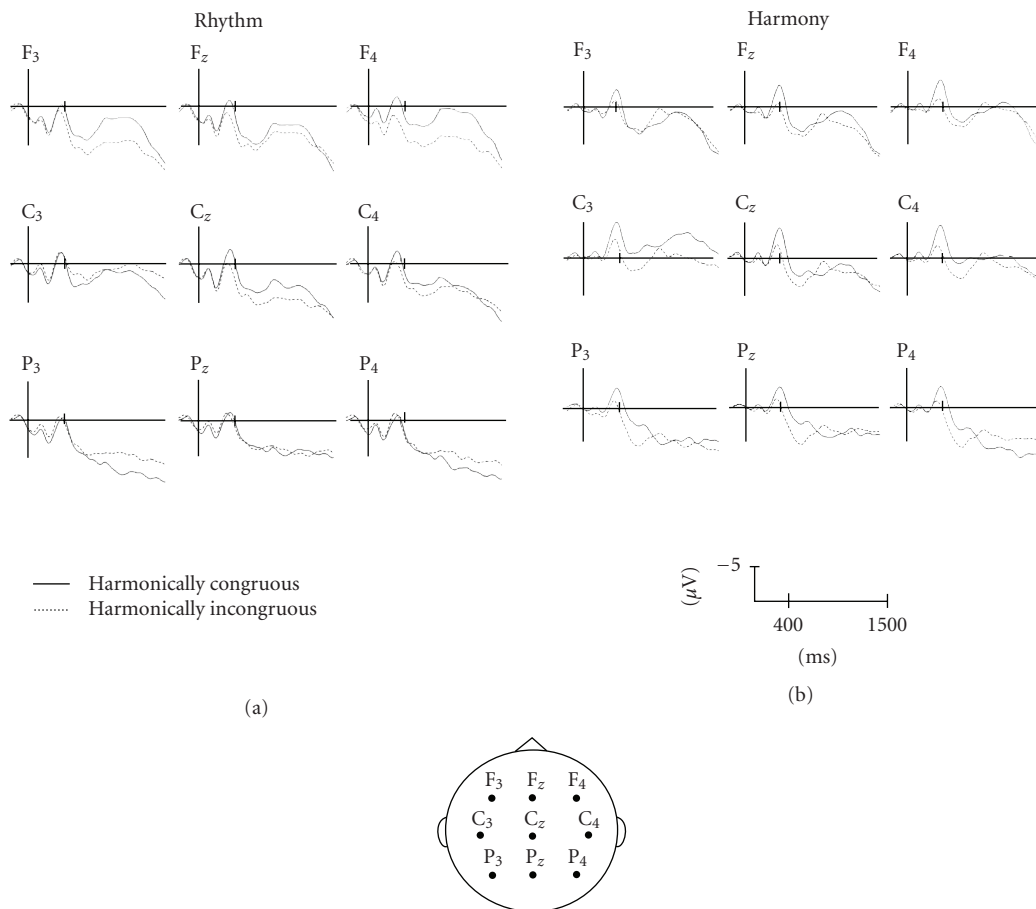 Rhythm
F3 Fz F4
C3 Cz C4
P3 Pz P4
Harmonically congruous
Harmonically incongruous
(a)
Harmony
F3 Fz F4
C3 Cz C4
P3 Pz P4
−5
(μV)
400 1500
(ms)
(b)
F3 Fz F4
C3 Cz C4
P3 Pz P4